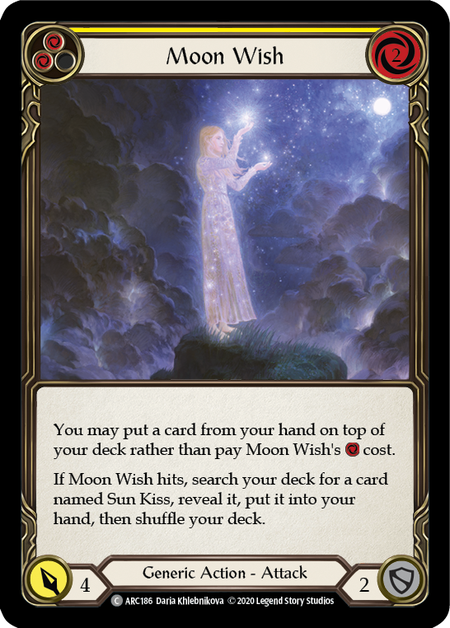 Moon Wish
2
You may put a card from your hand on top of
your deck rather than pay Moon Wish's cost.
If Moon Wish hits, search your deck for a card
named Sun Kiss, reveal it, put it into your
hand, then shuffle your deck.
4
Generic Action - Attack
2
C ARC186 Daria Khlebnikova © 2020 Legend Story Studios